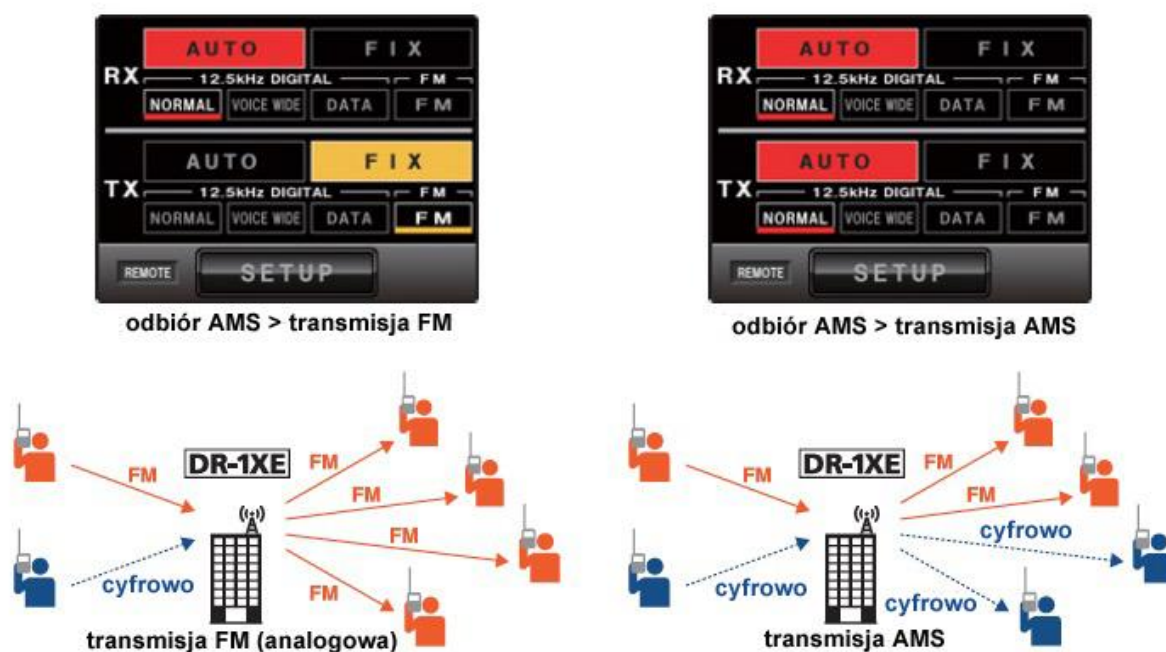 AUTO FIX
RX 12.5kHz DIGITAL FM
NORMAL VOICE WIDE DATA FM
AUTO FIX
TX 12.5kHz DIGITAL FM
NORMAL VOICE WIDE DATA FM
REMOTE SETUP
odbiór AMS > transmisja FM
AUTO FIX
RX 12.5kHz DIGITAL FM
NORMAL VOICE WIDE DATA FM
AUTO FIX
TX 12.5kHz DIGITAL FM
NORMAL VOICE WIDE DATA FM
REMOTE SETUP
odbiór AMS > transmisja AMS
DR-1XE
FM
FM
FM
FM
FM
cyfrowo
transmisja FM (analogowa)
DR-1XE
FM
FM
FM
cyfrowo
cyfrowo
cyfrowo
transmisja AMS